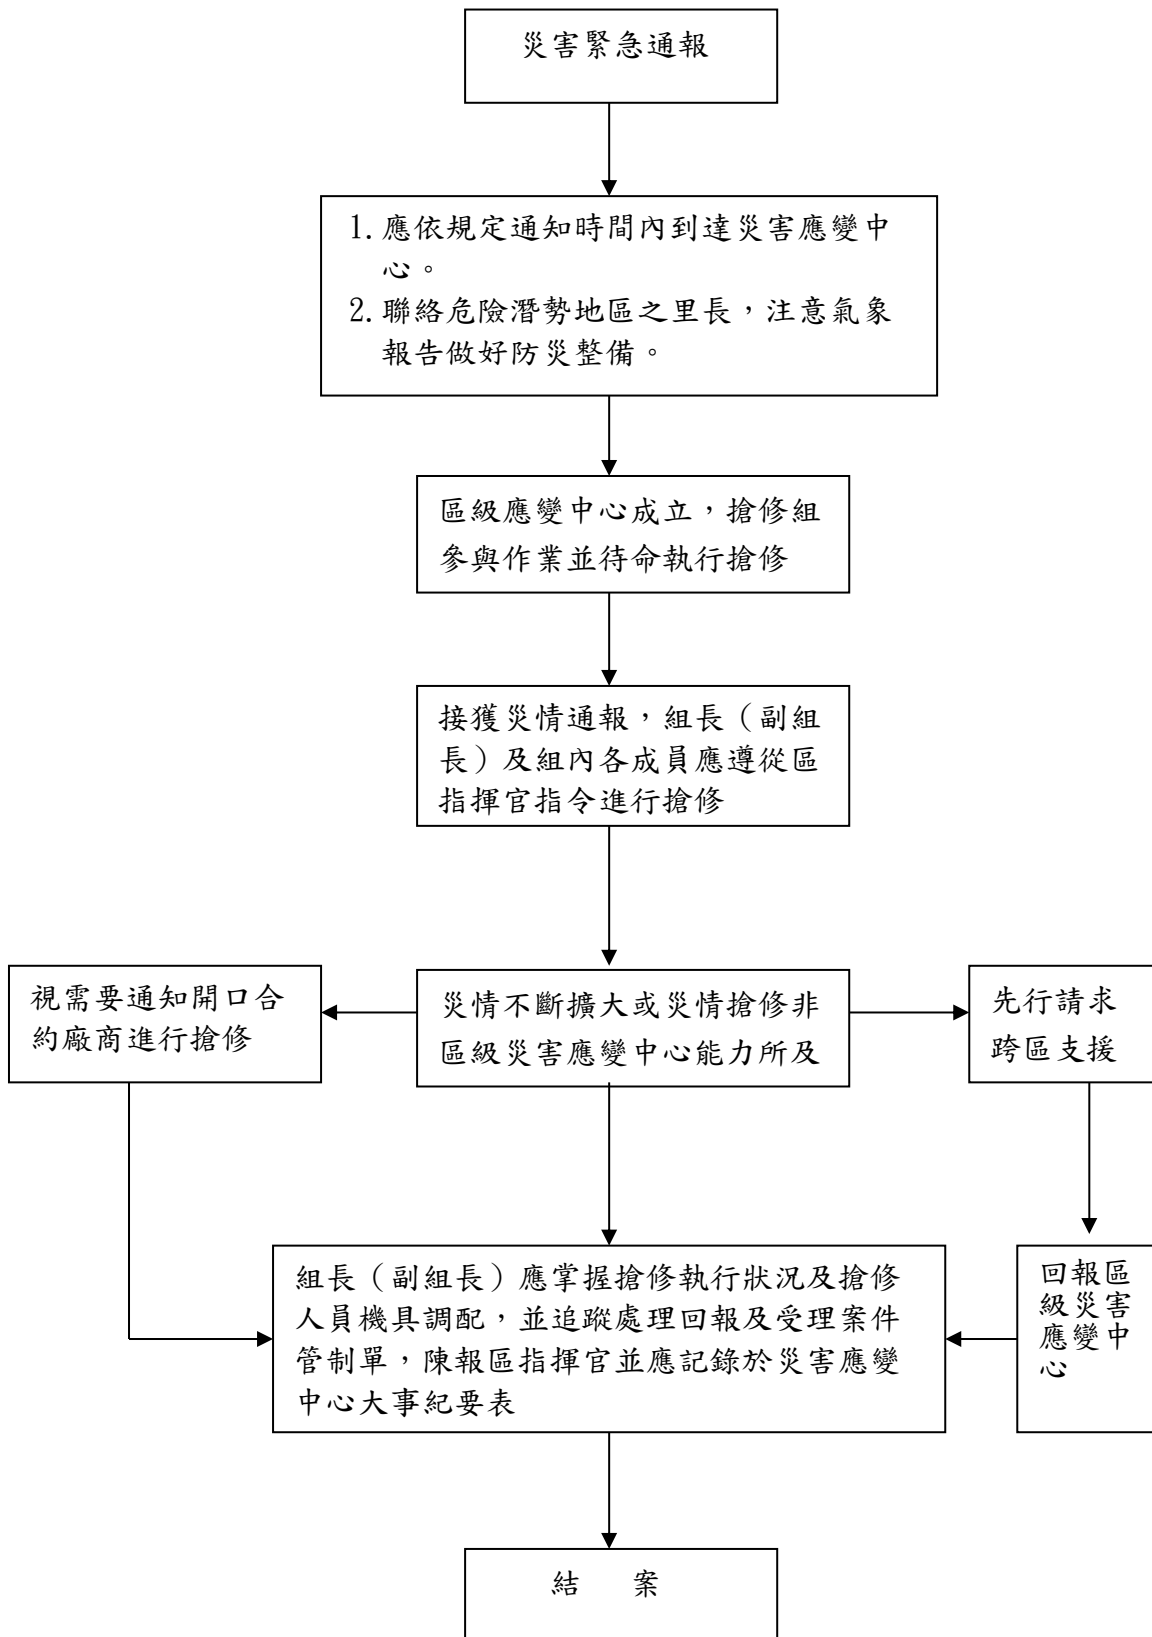 災害緊急通報
1. 應依規定通知時間內到達災害應變中
心。
2. 聯絡危險潛勢地區之里長，注意氣象
報告做好防災整備。
區級應變中心成立，搶修組
參與作業並待命執行搶修
接獲災情通報，組長（副組
長）及組內各成員應遵從區
指揮官指令進行搶修
視需要通知開口合
約廠商進行搶修
災情不斷擴大或災情搶修非
區級災害應變中心能力所及
先行請求
跨區支援
組長（副組長）應掌握搶修執行狀況及搶修
人員機具調配，並追蹤處理回報及受理案件
管制單，陳報區指揮官並應記錄於災害應變
中心大事紀要表
回報區
級災害
應變中
心
結　案